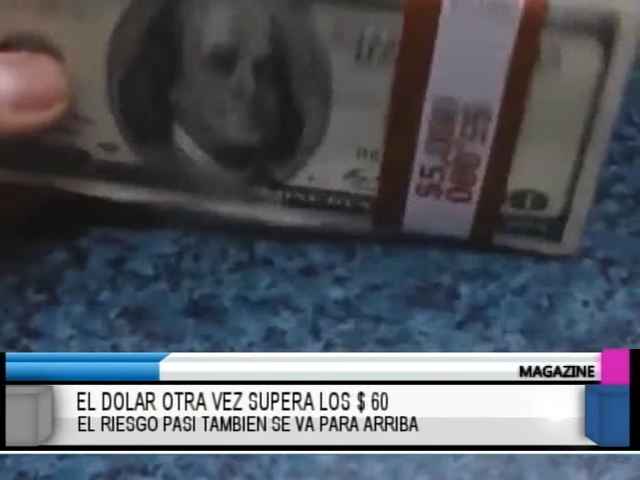 $5,000
MAGAZINE
EL DOLAR OTRA VEZ SUPERA LOS $ 60
EL RIESGO PASI TAMBIEN SE VA PARA ARRIBA